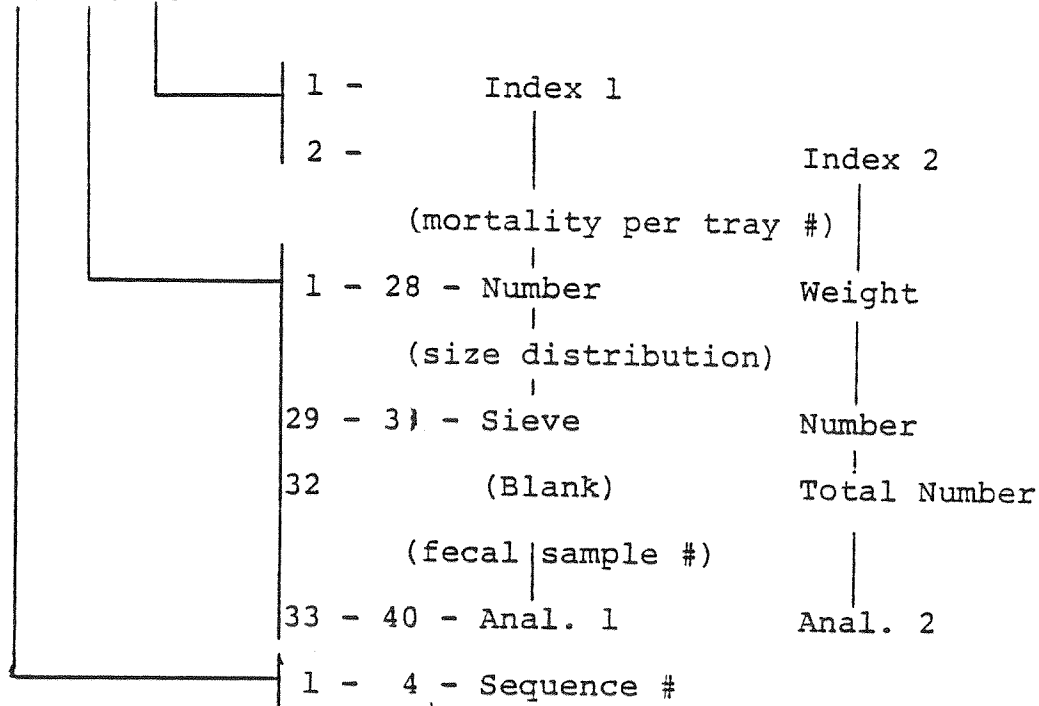 1 - Index 1
2 - Index 2
(mortality per tray #)
1 - 28 - Number Weight
(size distribution)
29 - 31 - Sieve Number
32 (Blank) Total Number
(fecal sample #)
33 - 40 - Anal. 1 Anal. 2
1 - 4 - Sequence #